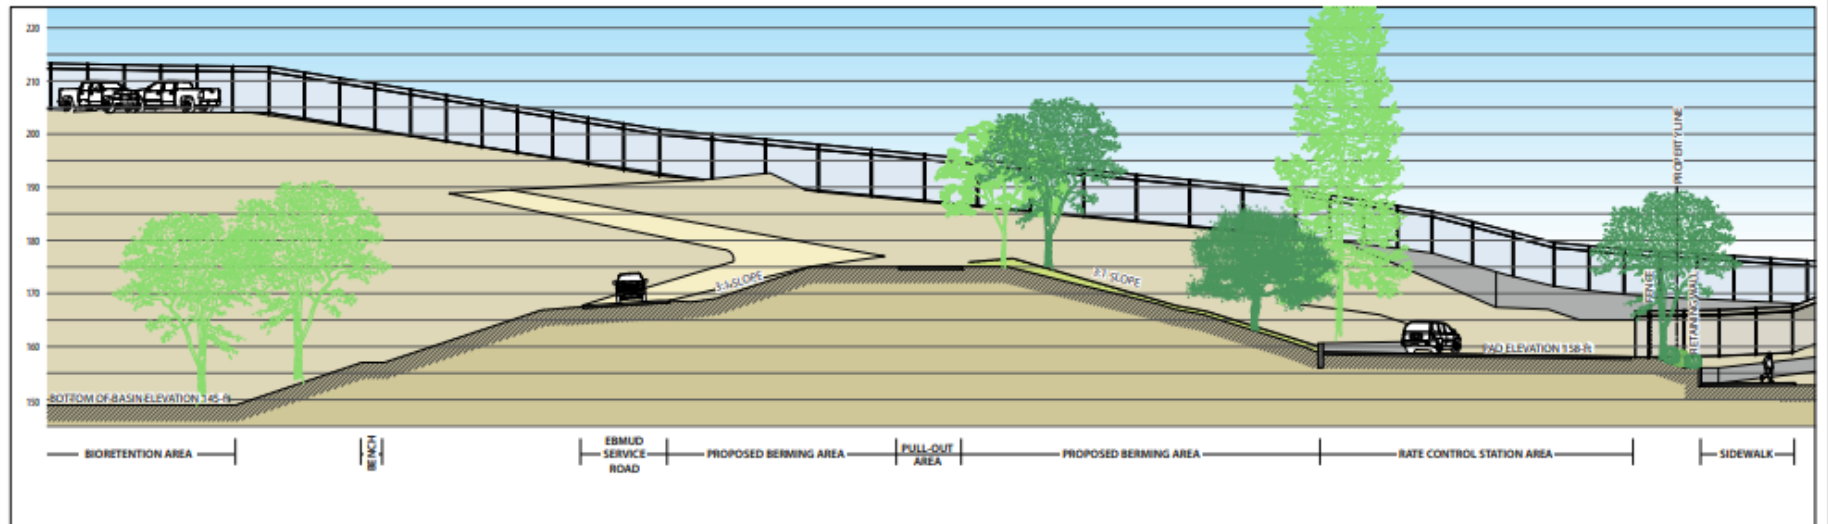 220
210
200
190
180
170
160
150
PROPERTY LINE
3:1 SLOPE
3:1 SLOPE
FENCE
RETAINING WALL
PAD ELEVATION 158-ft
BOTTOM OF BASIN ELEVATION 145-ft
BIORETENTION AREA
BENCH
EBMUD
SERVICE
ROAD
PROPOSED BERMING AREA
PULL-OUT
AREA
PROPOSED BERMING AREA
RATE CONTROL STATION AREA
SIDEWALK